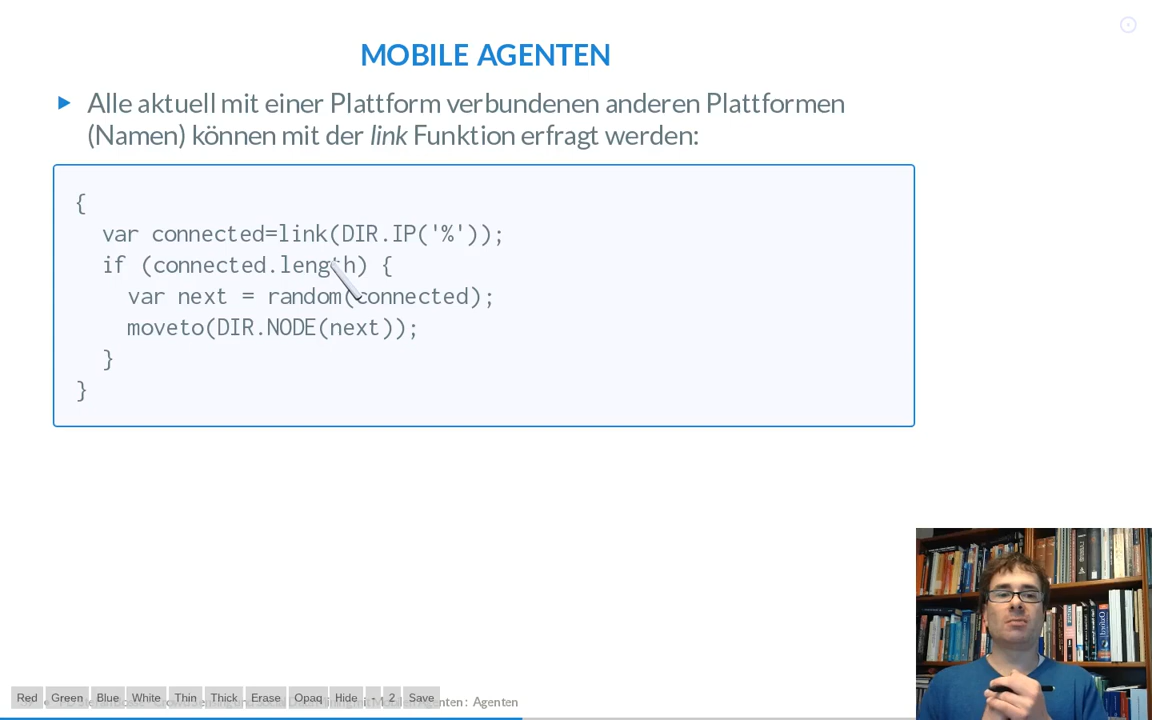 MOBILE AGENTEN
Alle aktuell mit einer Plattform verbundenen anderen Plattformen
(Namen) können mit der link Funktion erfragt werden:
{
var connected=link(DIR.IP('%'));
if (connected.length) {
var next = random(connected);
moveto(DIR.NODE(next));
}
}
Red Green Blue White Thin Thick Erase Opaq Hide - 2 Save
: Agenten